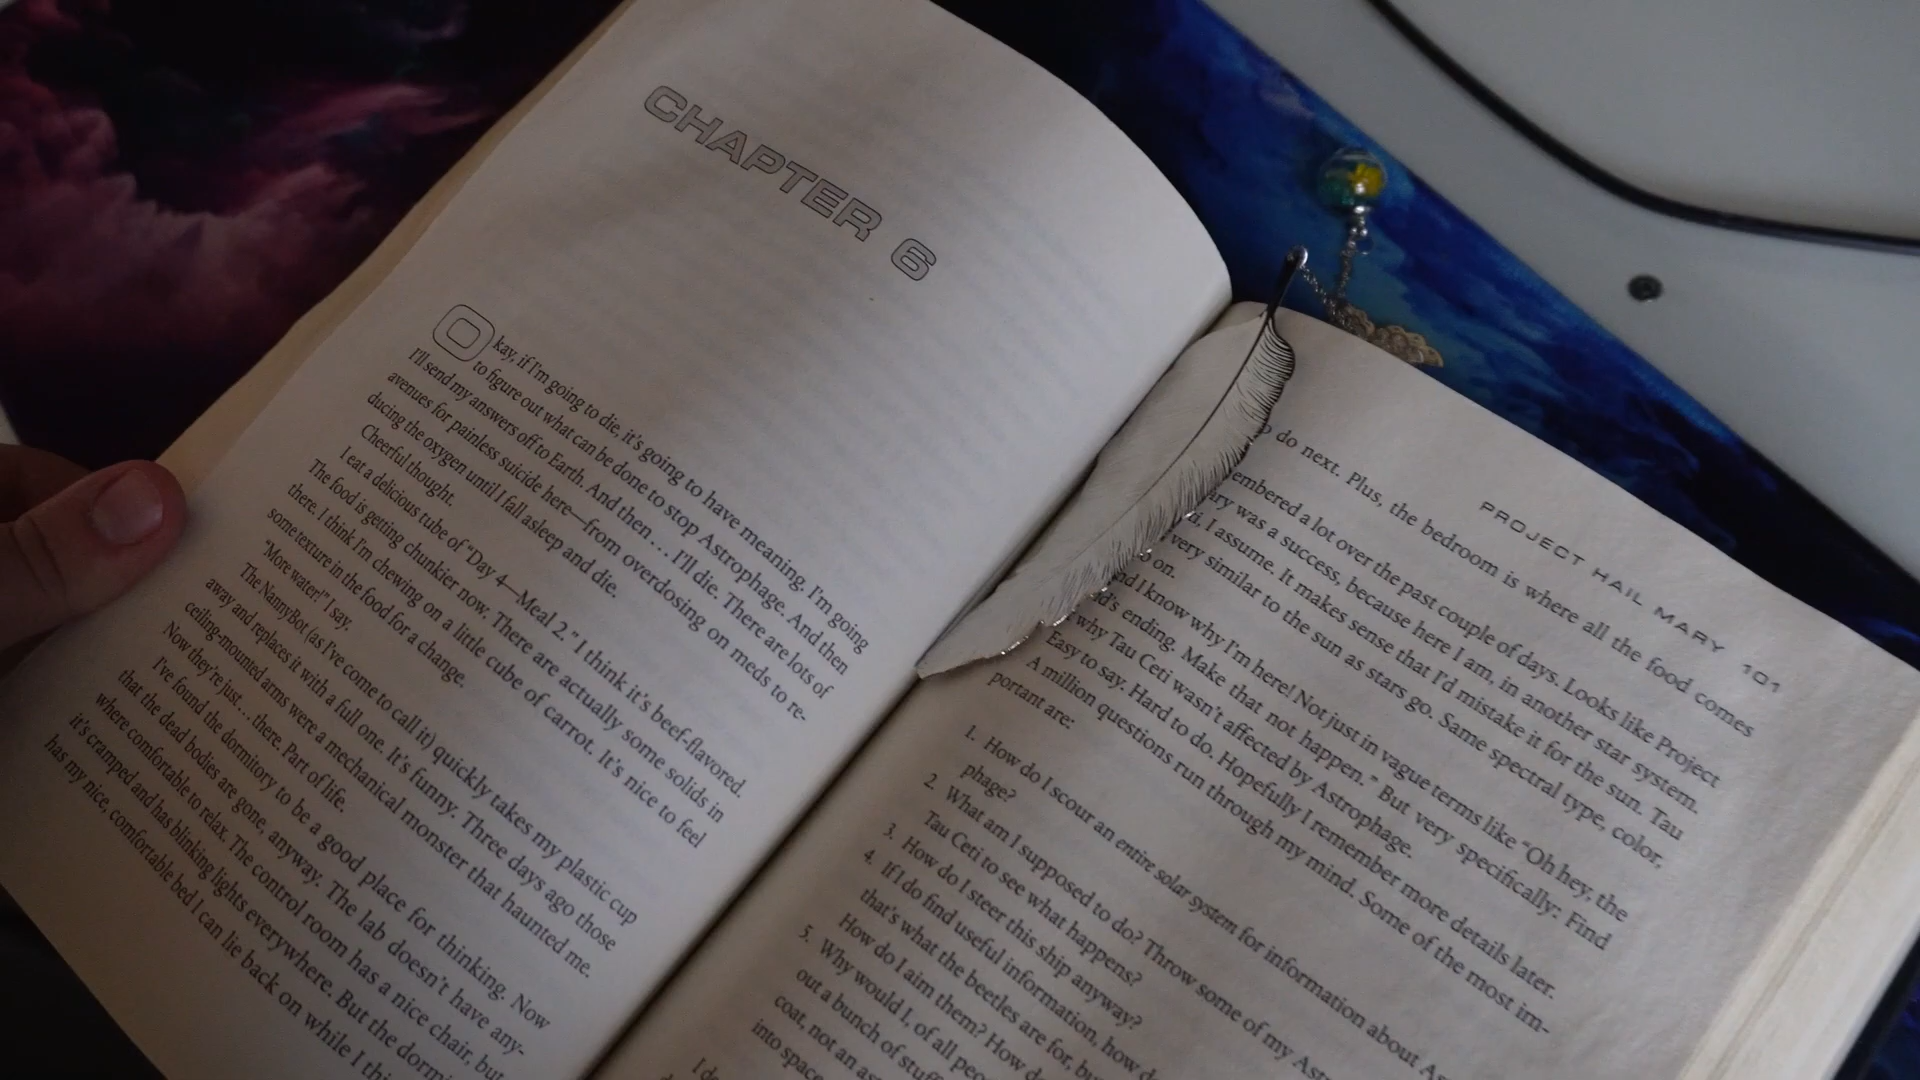 CHAPTER 6
Okay, if I'm going to die, it's going to have meaning. I'm going
to figure out what can be done to stop Astrophage. And then
I'll send my answers off to Earth. And then . . . I'll die. There are lots of
avenues for painless suicide here—from overdosing on meds to re-
ducing the oxygen until I fall asleep and die.
Cheerful thought.
I eat a delicious tube of “Day 4—Meal 2.” I think it's beef-flavored.
The food is getting chunkier now. There are actually some solids in
there. I think I'm chewing on a little cube of carrot. It's nice to feel
some texture in the food for a change.
“More water!” I say.
The NannyBot (as I've come to call it) quickly takes my plastic cup
away and replaces it with a full one. It's funny. Three days ago those
ceiling-mounted arms were a mechanical monster that haunted me.
Now they're just . . . there. Part of life.
I've found the dormitory to be a good place for thinking. Now
that the dead bodies are gone, anyway. The lab doesn't have any-
where comfortable to relax. The control room has a nice chair, but
it's cramped and has blinking lights everywhere. But the dormi
has my nice, comfortable bed I can lie back on while I thi
PROJECT HAIL MARY 101
do next. Plus, the bedroom is where all the food comes
embered a lot over the past couple of days. Looks like Project
ary was a success, because here I am, in another star system.
ti, I assume. It makes sense that I'd mistake it for the sun. Tau
very similar to the sun as stars go. Same spectral type, color,
on.
nd I know why I'm here! Not just in vague terms like “Oh hey, the
d's ending. Make that not happen.” But very specifically: Find
why Tau Ceti wasn't affected by Astrophage.
Easy to say. Hard to do. Hopefully I remember more details later.
A million questions run through my mind. Some of the most im-
portant are:
1. How do I scour an entire solar system for information about As
phage?
2. What am I supposed to do? Throw some of my Ast
Tau Ceti to see what happens?
3. How do I steer this ship anyway?
4. If I do find useful information, how do
that's what the beetles are for, bu
How do I aim them? How d
5. Why would I, of all peo
out a bunch of stuff
coat, not an as
into space
I do